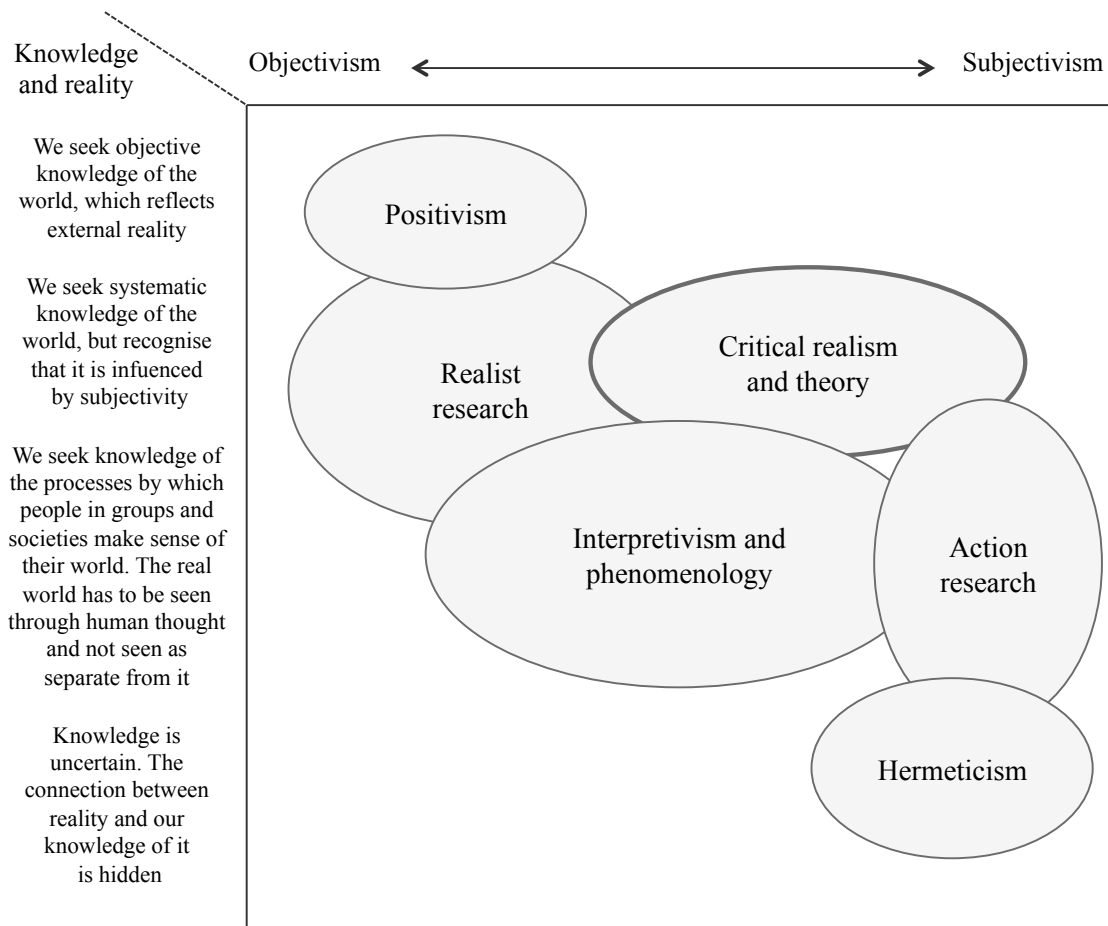 Knowledge
and reality
Objectivism
Subjectivism
We seek objective
knowledge of the
world, which reflects
external reality
We seek systematic
knowledge of the
world, but recognise
that it is infuenced
by subjectivity
We seek knowledge of
the processes by which
people in groups and
societies make sense of
their world. The real
world has to be seen
through human thought
and not seen as
separate from it
Knowledge is
uncertain. The
connection between
reality and our
knowledge of it
is hidden
Positivism
Realist
research
Critical realism
and theory
Interpretivism and
phenomenology
Action
research
Hermeticism